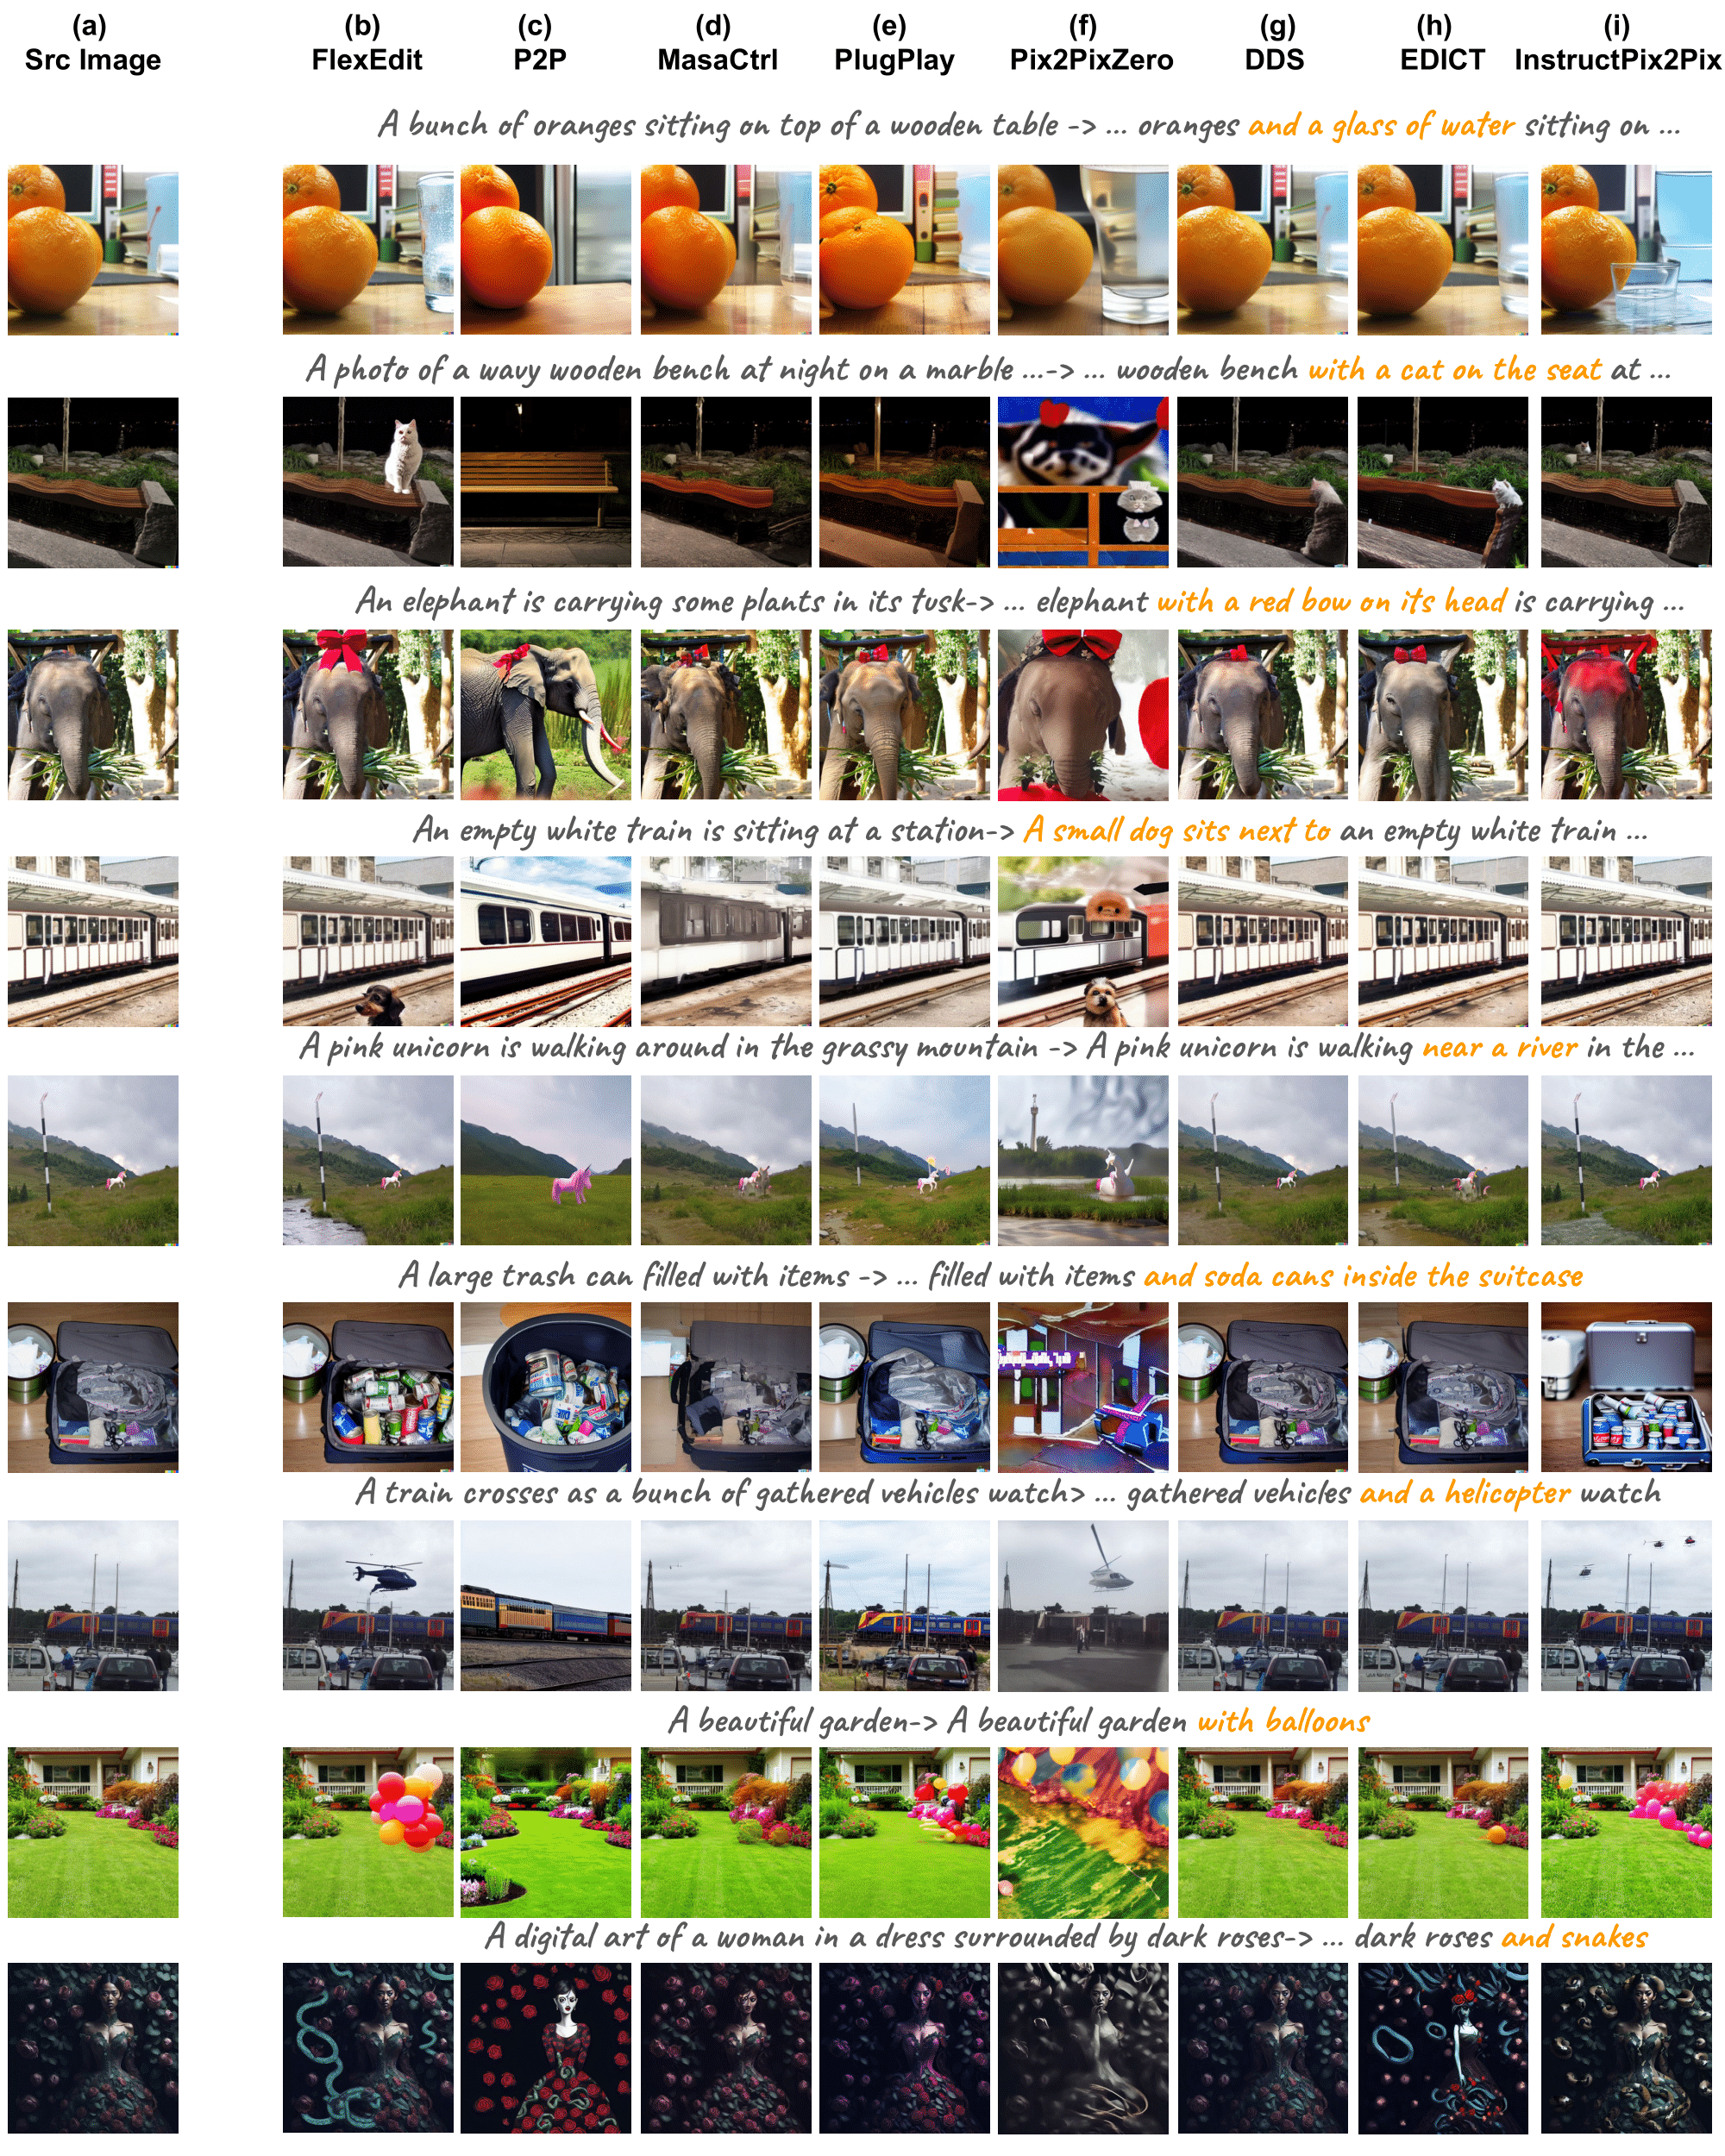 (a) (b) (c) (d) (e) (f) (g) (h) (i)
Src Image FlexEdit P2P MasaCtrl PlugPlay Pix2PixZero DDS EDICT InstructPix2Pix
A bunch of oranges sitting on top of a wooden table -> ... oranges and a glass of water sitting on ...
A photo of a wavy wooden bench at night on a marble ...-> ... wooden bench with a cat on the seat at ...
An elephant is carrying some plants in its tusk-> ... elephant with a red bow on its head is carrying ...
An empty white train is sitting at a station-> A small dog sits next to an empty white train ...
A pink unicorn is walking around in the grassy mountain -> A pink unicorn is walking near a river in the ...
A large trash can filled with items -> ... filled with items and soda cans inside the suitcase
A train crosses as a bunch of gathered vehicles watch> ... gathered vehicles and a helicopter watch
A beautiful garden-> A beautiful garden with balloons
A digital art of a woman in a dress surrounded by dark roses-> ... dark roses and snakes